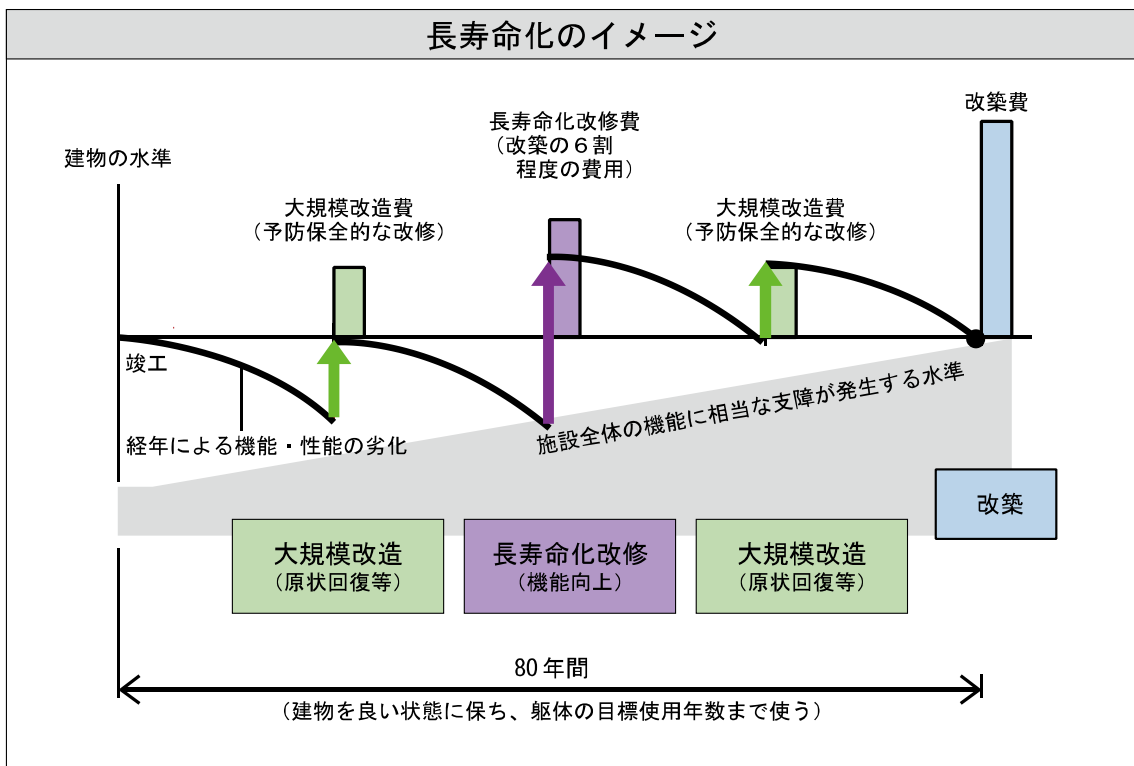 長寿命化のイメージ
改築費
長寿命化改修費
（改築の６割
程度の費用）
建物の水準
大規模改造費
（予防保全的な改修）
大規模改造費
（予防保全的な改修）
竣工
経年による機能・性能の劣化
施設全体の機能に相当な支障が発生する水準
改築
大規模改造
（原状回復等）
長寿命化改修
（機能向上）
大規模改造
（原状回復等）
80年間
（建物を良い状態に保ち、躯体の目標使用年数まで使う）